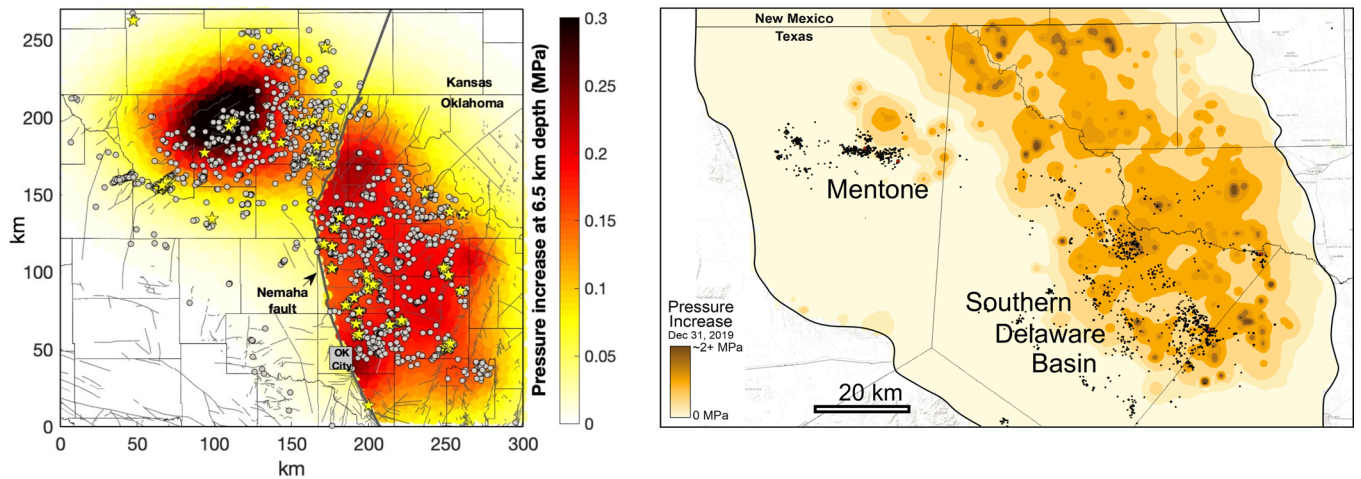 250
200
150
100
50
0
km
0
50
100
150
200
250
300
km
Kansas
Oklahoma
Nemaha
fault
OK
City
0.3
0.25
0.2
0.15
0.1
0.05
0
Pressure increase at 6.5 km depth (MPa)
New Mexico
Texas
Mentone
Southern
Delaware
Basin
Pressure
Increase
Dec 31, 2019
~2+ MPa
0 MPa
20 km